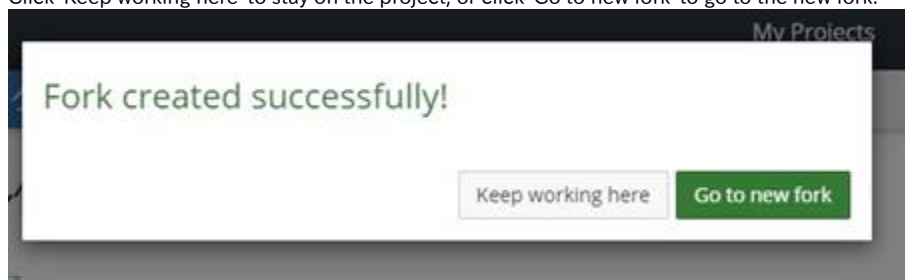 Click 'Keep working here' to stay on the project, or click 'Go to new fork' to go to the new fork.
My Projects
Fork created successfully!
Keep working here
Go to new fork